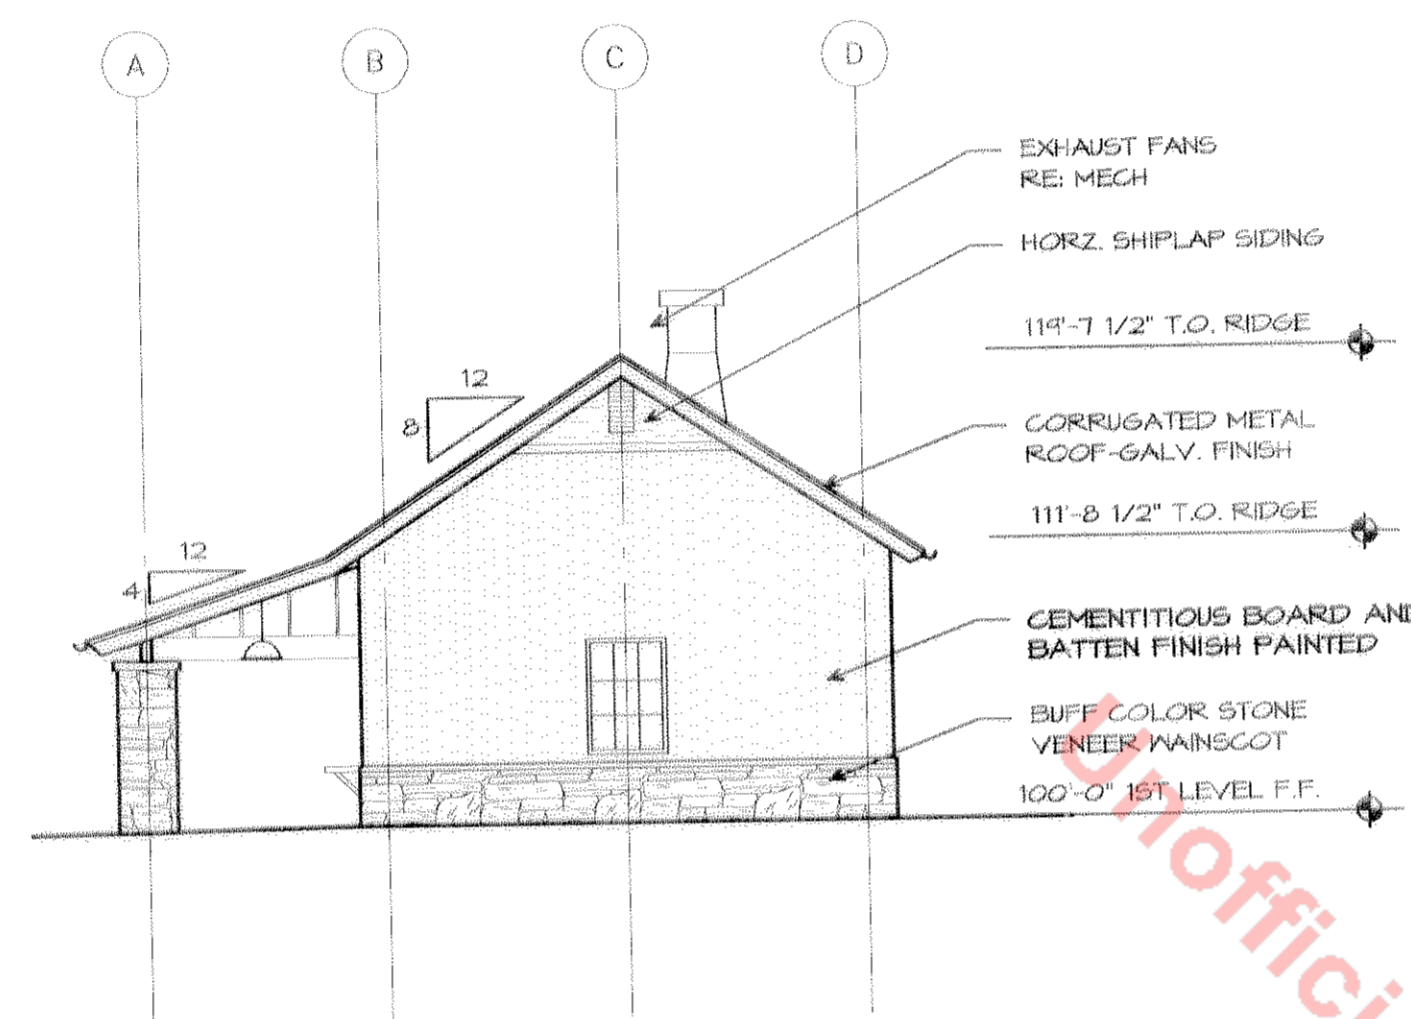 A
B
C
D
EXHAUST FANS
RE: MECH
HORZ. SHIPLAP SIDING
119'-7 1/2" T.O. RIDGE
12
8
CORRUGATED METAL
ROOF-GALV. FINISH
111'-8 1/2" T.O. RIDGE
12
4
CEMENTITIOUS BOARD AND
BATTEN FINISH PAINTED
BUFF COLOR STONE
VENEER WAINSCOT
100'-0" 1ST LEVEL F.F.
Unoffici